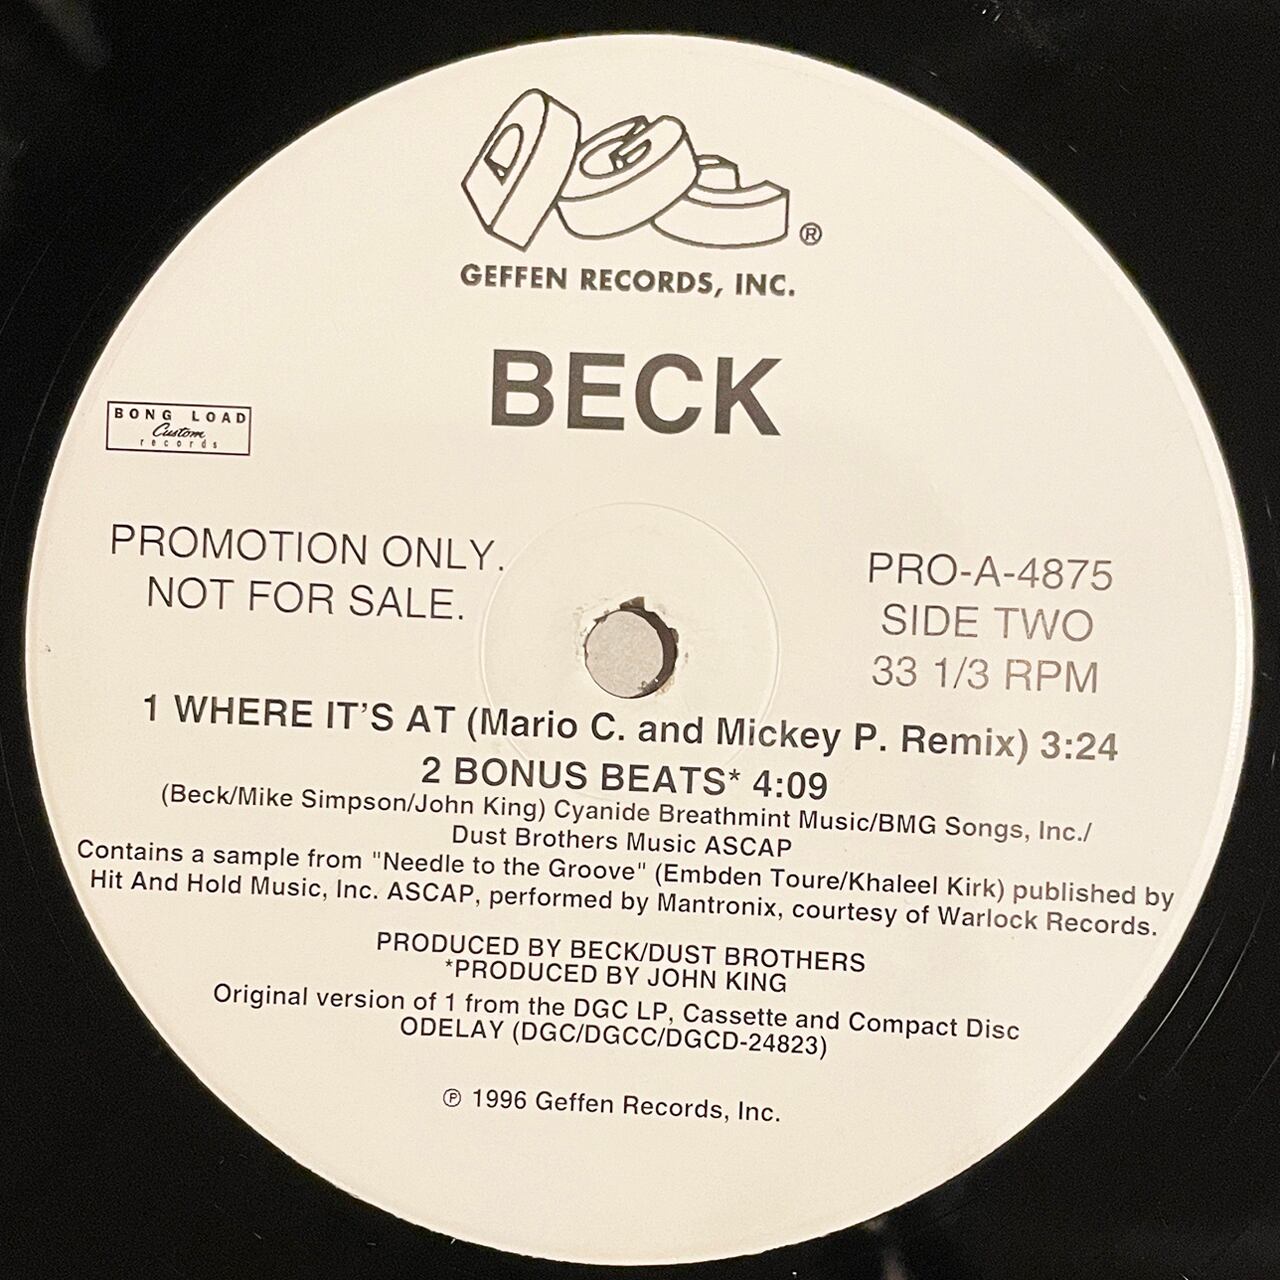 ®
GEFFEN RECORDS, INC.
BECK
BONG LOAD
Custom
records
PROMOTION ONLY.
NOT FOR SALE.
PRO-A-4875
SIDE TWO
33 1/3 RPM
1 WHERE IT'S AT (Mario C. and Mickey P. Remix) 3:24
2 BONUS BEATS* 4:09
(Beck/Mike Simpson/John King) Cyanide Breathmint Music/BMG Songs, Inc./
Dust Brothers Music ASCAP
Contains a sample from "Needle to the Groove" (Embden Toure/Khaleel Kirk) published by
Hit And Hold Music, Inc. ASCAP, performed by Mantronix, courtesy of Warlock Records.
PRODUCED BY BECK/DUST BROTHERS
*PRODUCED BY JOHN KING
Original version of 1 from the DGC LP, Cassette and Compact Disc
ODELAY (DGC/DGCC/DGCD-24823)
℗ 1996 Geffen Records, Inc.